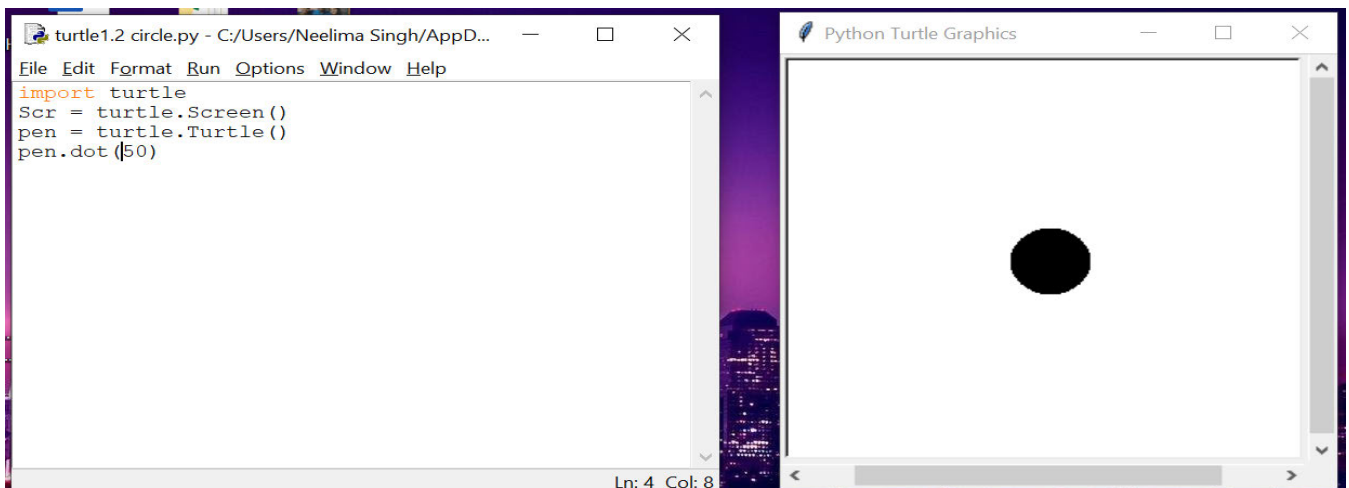 turtle1.2 circle.py - C:/Users/Neelima Singh/AppD...
File Edit Format Run Options Window Help
import turtle
Scr = turtle.Screen()
pen = turtle.Turtle()
pen.dot(50)
Ln: 4 Col: 8
Python Turtle Graphics